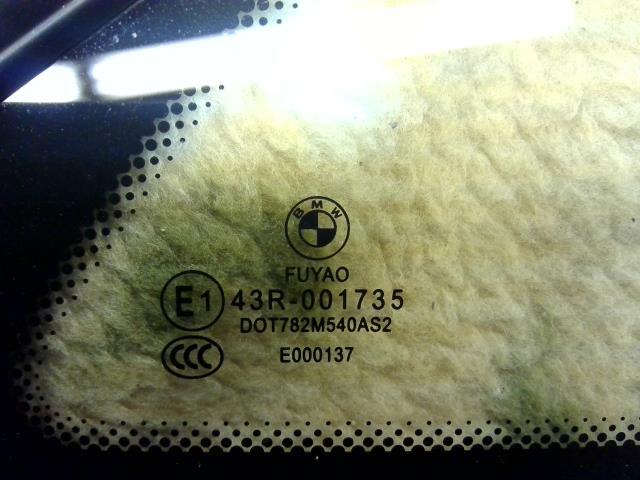 BMW
FUYAO
E1 43R-001735
DOT782M540AS2
CCC E000137